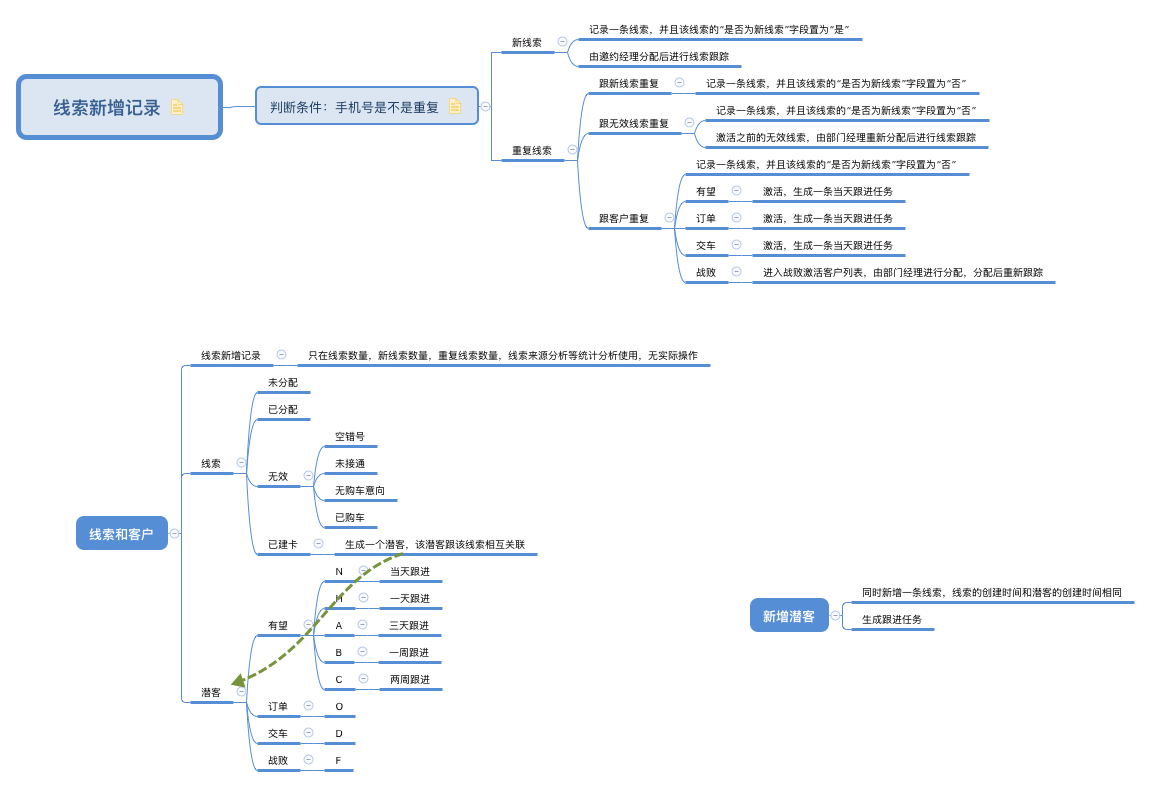 线索新增记录
判断条件：手机号是不是重复
新线索
记录一条线索，并且该线索的“是否为新线索”字段置为“是”
由邀约经理分配后进行线索跟踪
重复线索
跟新线索重复
记录一条线索，并且该线索的“是否为新线索”字段置为“否”
跟无效线索重复
记录一条线索，并且该线索的“是否为新线索”字段置为“否”
激活之前的无效线索，由部门经理重新分配后进行线索跟踪
跟客户重复
记录一条线索，并且该线索的“是否为新线索”字段置为“否”
有望
激活，生成一条当天跟进任务
订单
激活，生成一条当天跟进任务
交车
激活，生成一条当天跟进任务
战败
进入战败激活客户列表，由部门经理进行分配，分配后重新跟踪
线索和客户
线索新增记录
只在线索数量，新线索数量，重复线索数量，线索来源分析等统计分析使用，无实际操作
线索
未分配
已分配
无效
空错号
未接通
无购车意向
已购车
已建卡
生成一个潜客，该潜客跟该线索相互关联
潜客
有望
N
当天跟进
H
一天跟进
A
三天跟进
B
一周跟进
C
两周跟进
订单
O
交车
D
战败
F
新增潜客
同时新增一条线索，线索的创建时间和潜客的创建时间相同
生成跟进任务